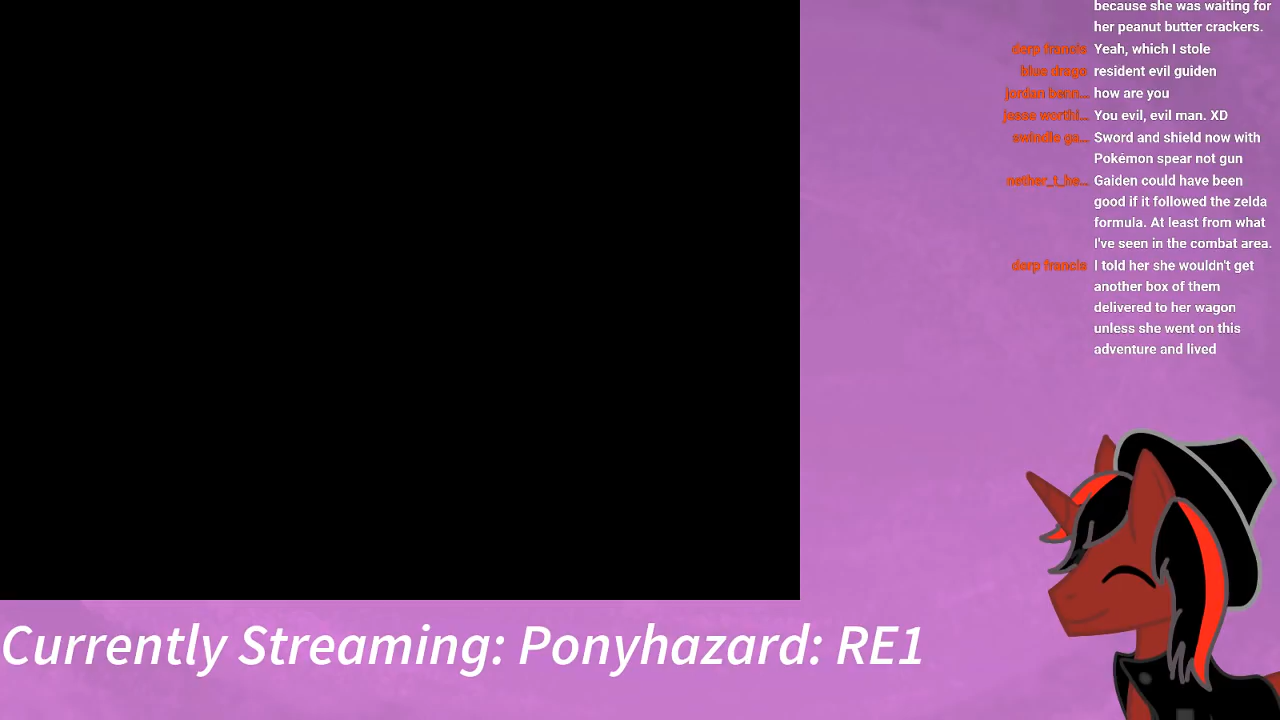 because she was waiting for
her peanut butter crackers.
derp francis Yeah, which I stole
blue drago resident evil guiden
jordan benn... how are you
jesse worthi... You evil, evil man. XD
swindle ga... Sword and shield now with
Pokémon spear not gun
nother_t_he... Gaiden could have been
good if it followed the zelda
formula. At least from what
I've seen in the combat area.
derp francis I told her she wouldn't get
another box of them
delivered to her wagon
unless she went on this
adventure and lived
Currently Streaming: Ponyhazard: RE1